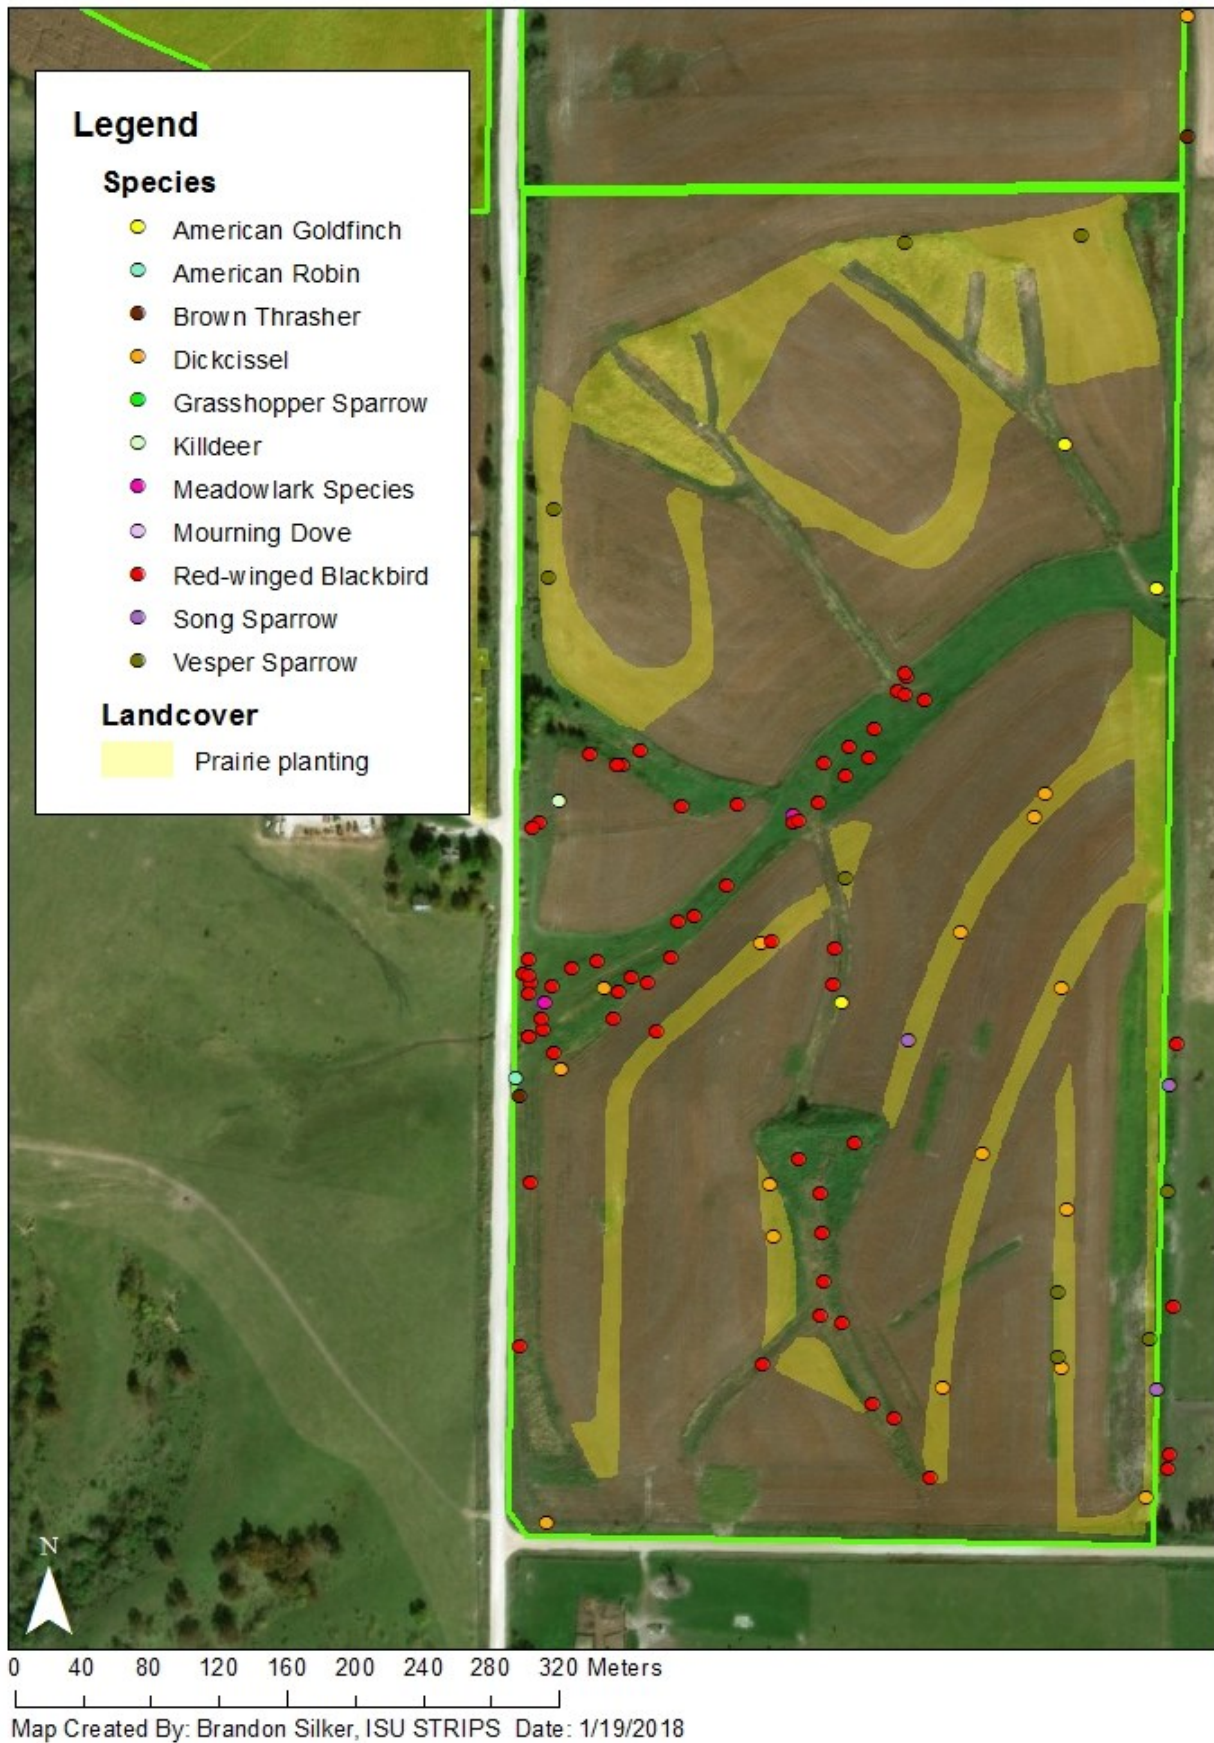 Legend
Species
American Goldfinch
American Robin
Brown Thrasher
Dickcissel
Grasshopper Sparrow
Killdeer
Meadowlark Species
Mourning Dove
Red-winged Blackbird
Song Sparrow
Vesper Sparrow
Landcover
Prairie planting
N
0 40 80 120 160 200 240 280 320 Meters
Map Created By: Brandon Silker, ISU STRIPS Date: 1/19/2018